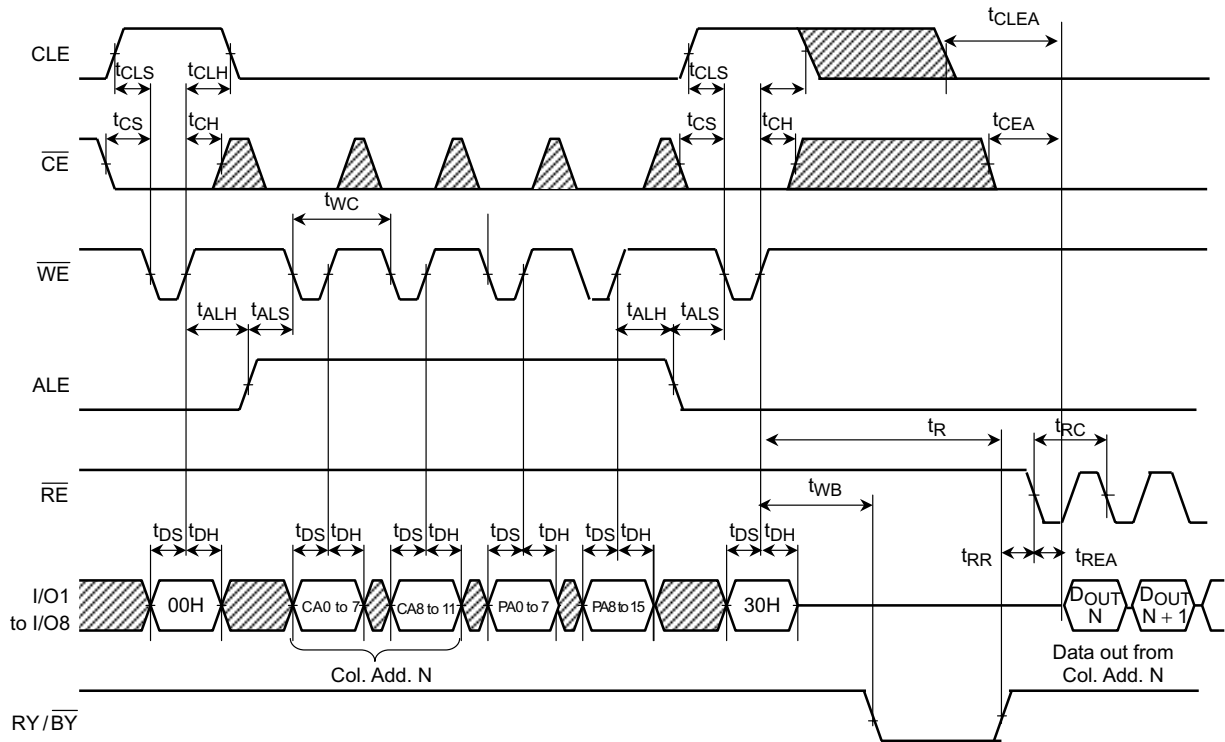 CLE
tCLEA
tCLS
tCLH
tCLS
tCS
tCH
tCS
tCH
tCEA
CE
tWC
WE
tALH
tALS
tALH
tALS
ALE
tR
tRC
RE
tWB
tDS
tDH
tDS
tDH
tDS
tDH
tDS
tDH
tDS
tDH
tDS
tDH
tRR
tREA
I/O1
to I/O8
00H
CA0 to 7
CA8 to 11
PA0 to 7
PA8 to 15
30H
DOUT
N
DOUT
N + 1
Col. Add. N
Data out from
Col. Add. N
RY/BY